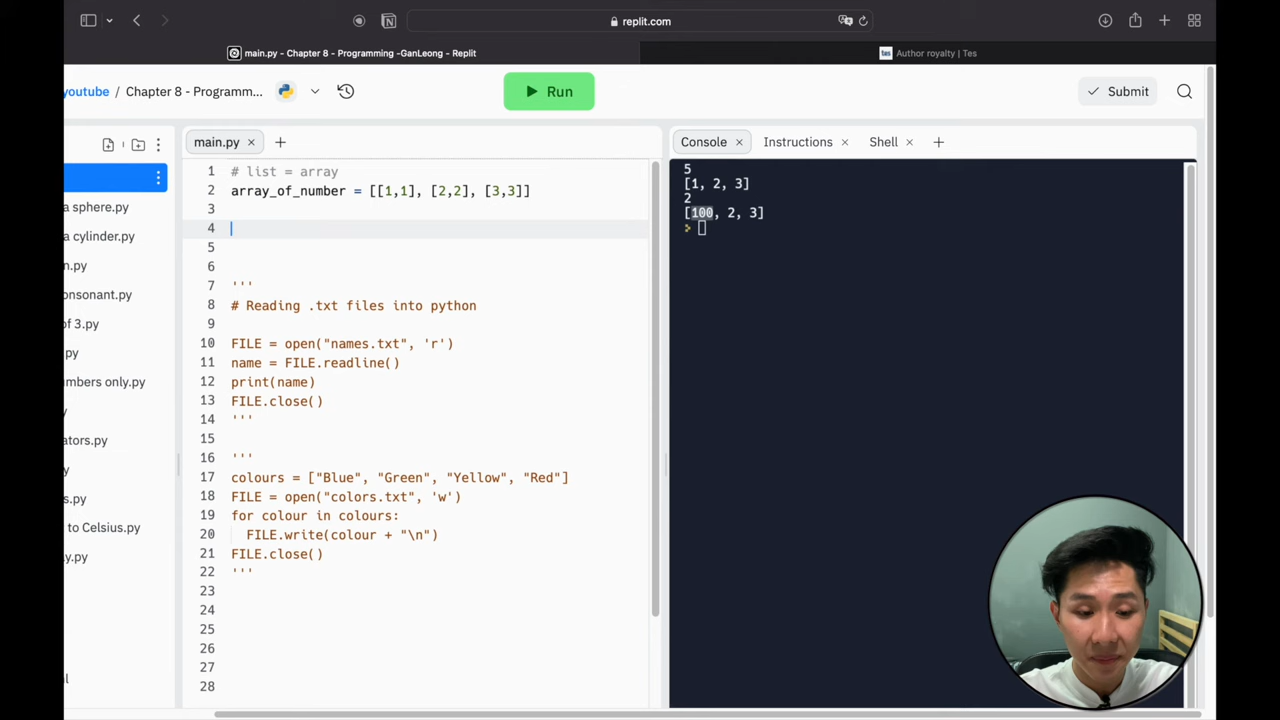 replit.com
main.py - Chapter 8 - Programming -GanLeong - Replit
tes Author royalty | Tes
youtube / Chapter 8 - Programm...
Run
Submit
main.py ×
Console ×
Instructions ×
Shell ×
a sphere.py
a cylinder.py
n.py
onsonant.py
of 3.py
py
umbers only.py
y
ators.py
y
s.py
to Celsius.py
ay.py
al
1 # list = array
2 array_of_number = [[1,1], [2,2], [3,3]]
3
4
5
6
7 '''
8 # Reading .txt files into python
9
10 FILE = open("names.txt", 'r')
11 name = FILE.readline()
12 print(name)
13 FILE.close()
14 '''
15
16 '''
17 colours = ["Blue", "Green", "Yellow", "Red"]
18 FILE = open("colors.txt", 'w')
19 for colour in colours:
20 FILE.write(colour + "\n")
21 FILE.close()
22 '''
23
24
25
26
27
28
5
[1, 2, 3]
2
[100, 2, 3]